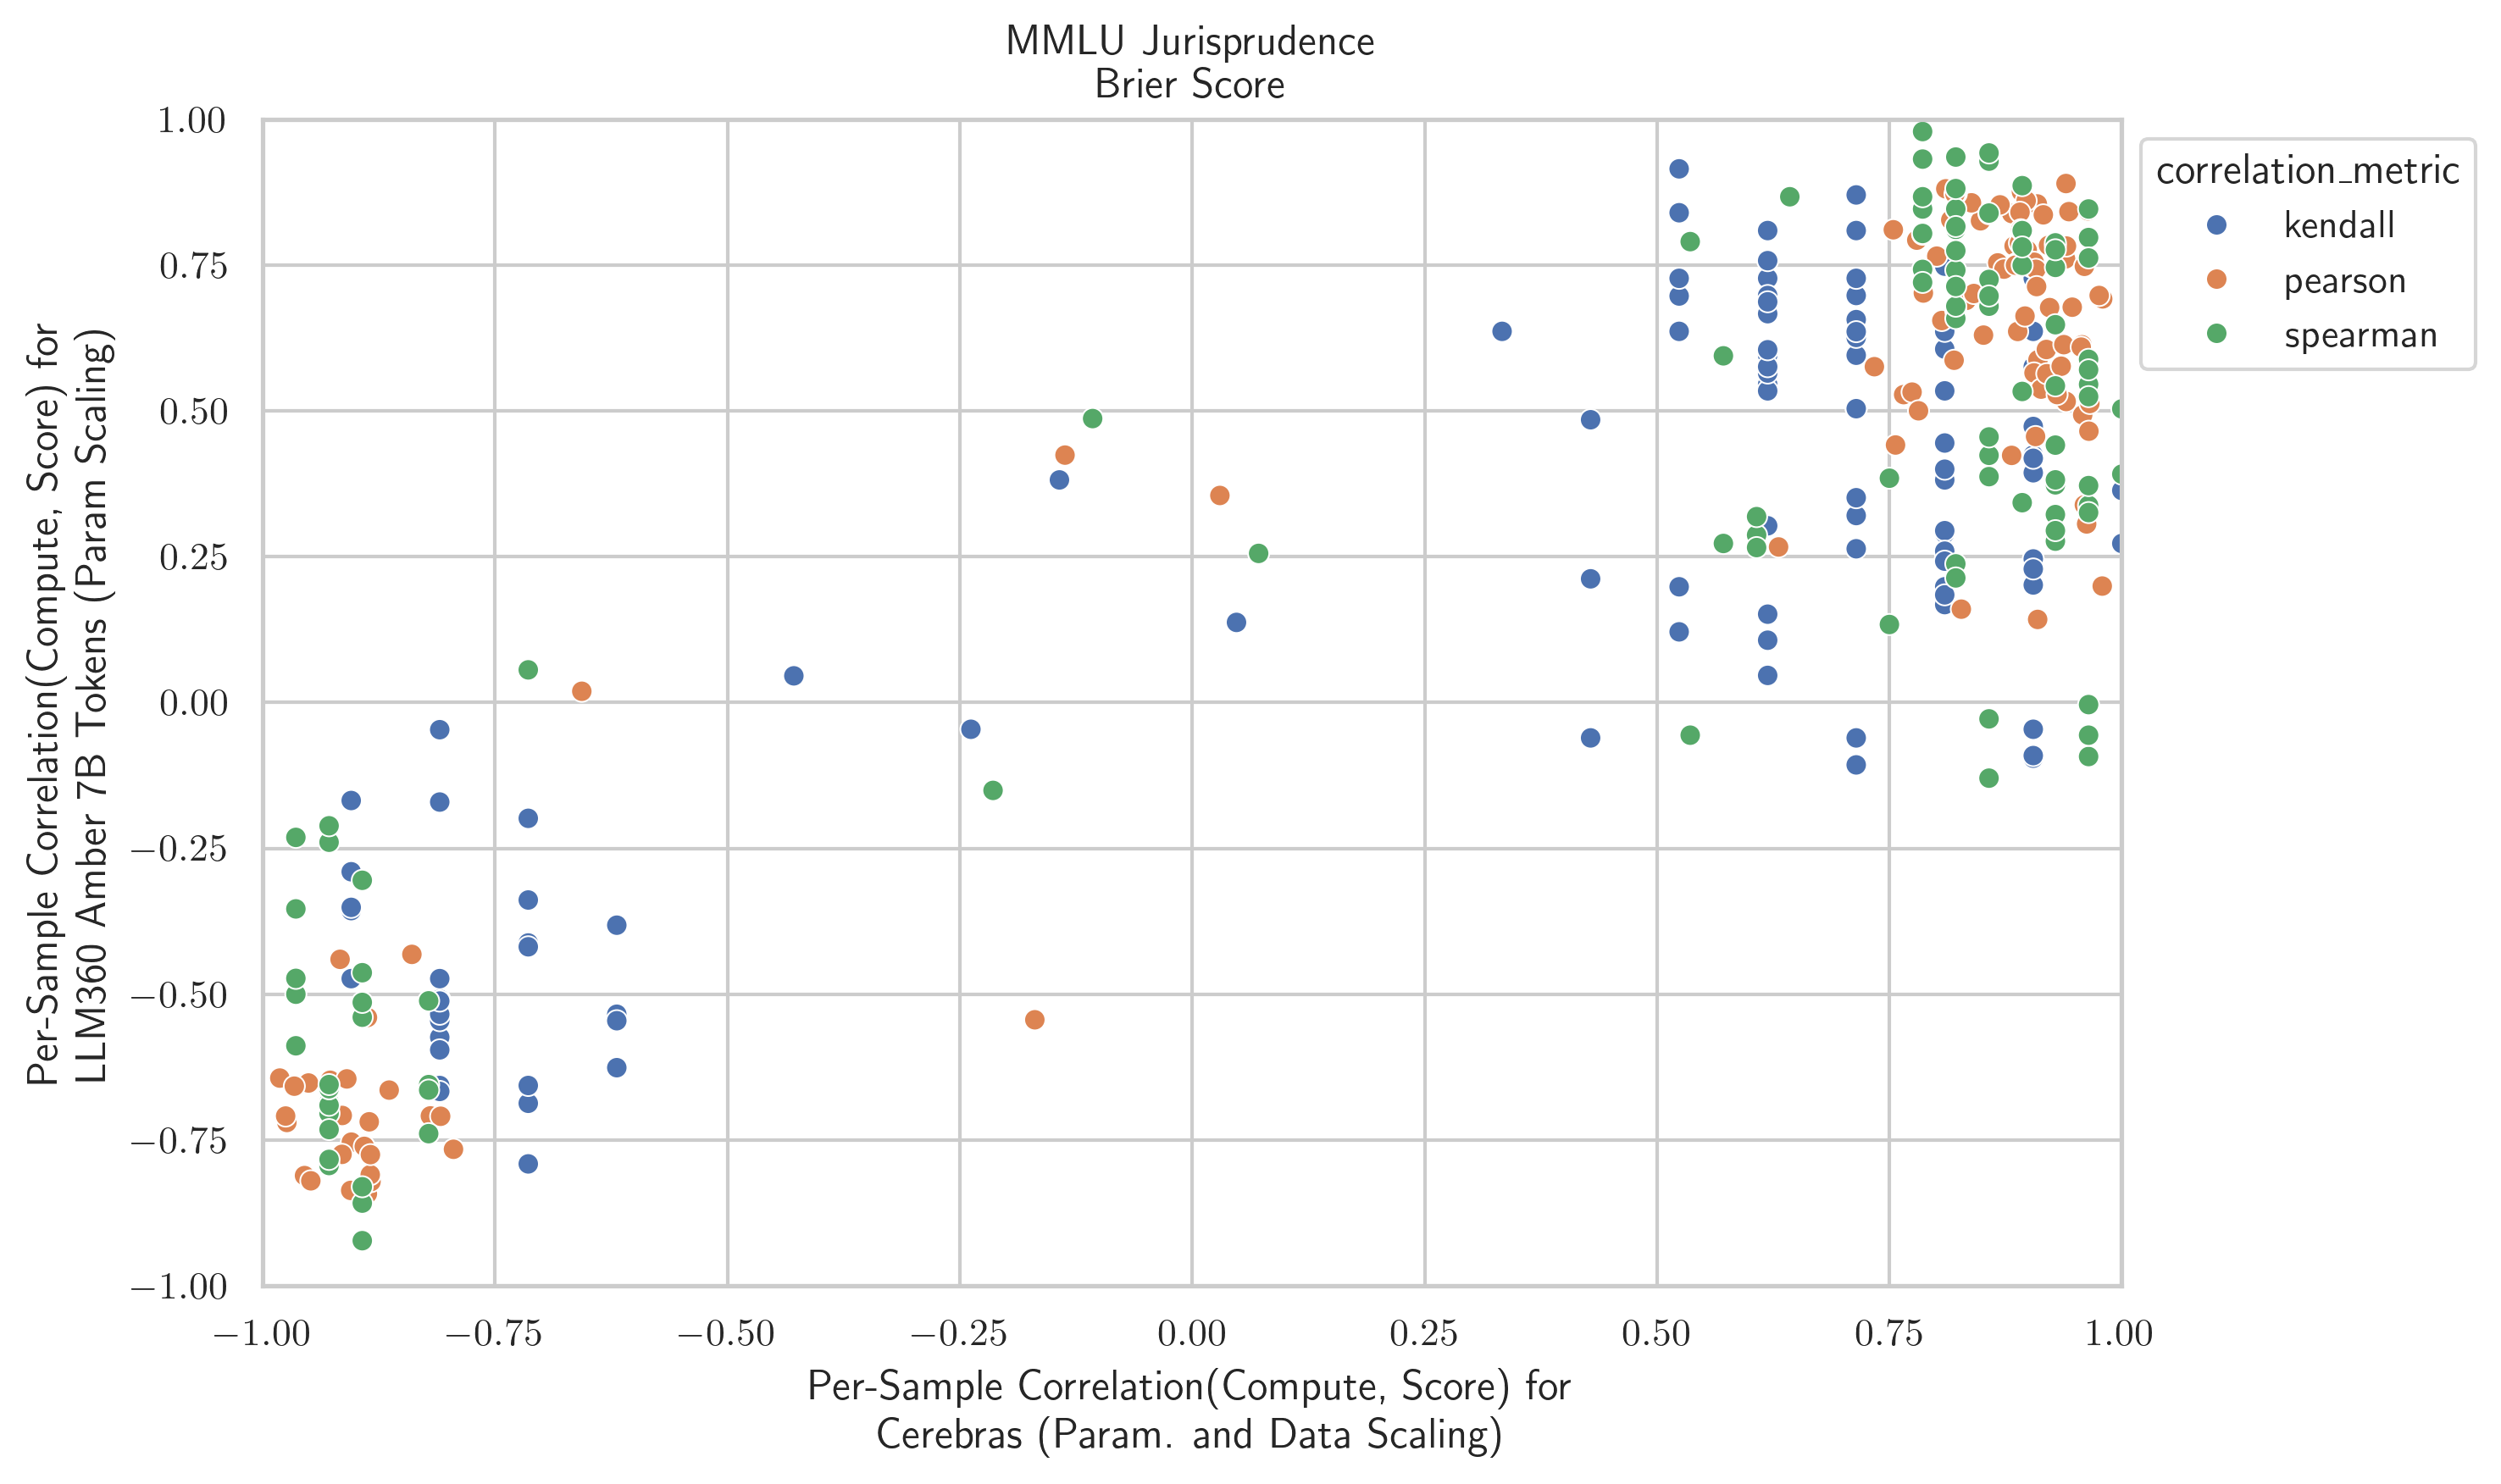 MMLU Jurisprudence
Brier Score
Per-Sample Correlation(Compute, Score) for
LLM360 Amber 7B Tokens (Param Scaling)
1.00
0.75
0.50
0.25
0.00
−0.25
−0.50
−0.75
−1.00
−1.00 −0.75 −0.50 −0.25 0.00 0.25 0.50 0.75 1.00
Per-Sample Correlation(Compute, Score) for
Cerebras (Param. and Data Scaling)
correlation_metric
kendall
pearson
spearman